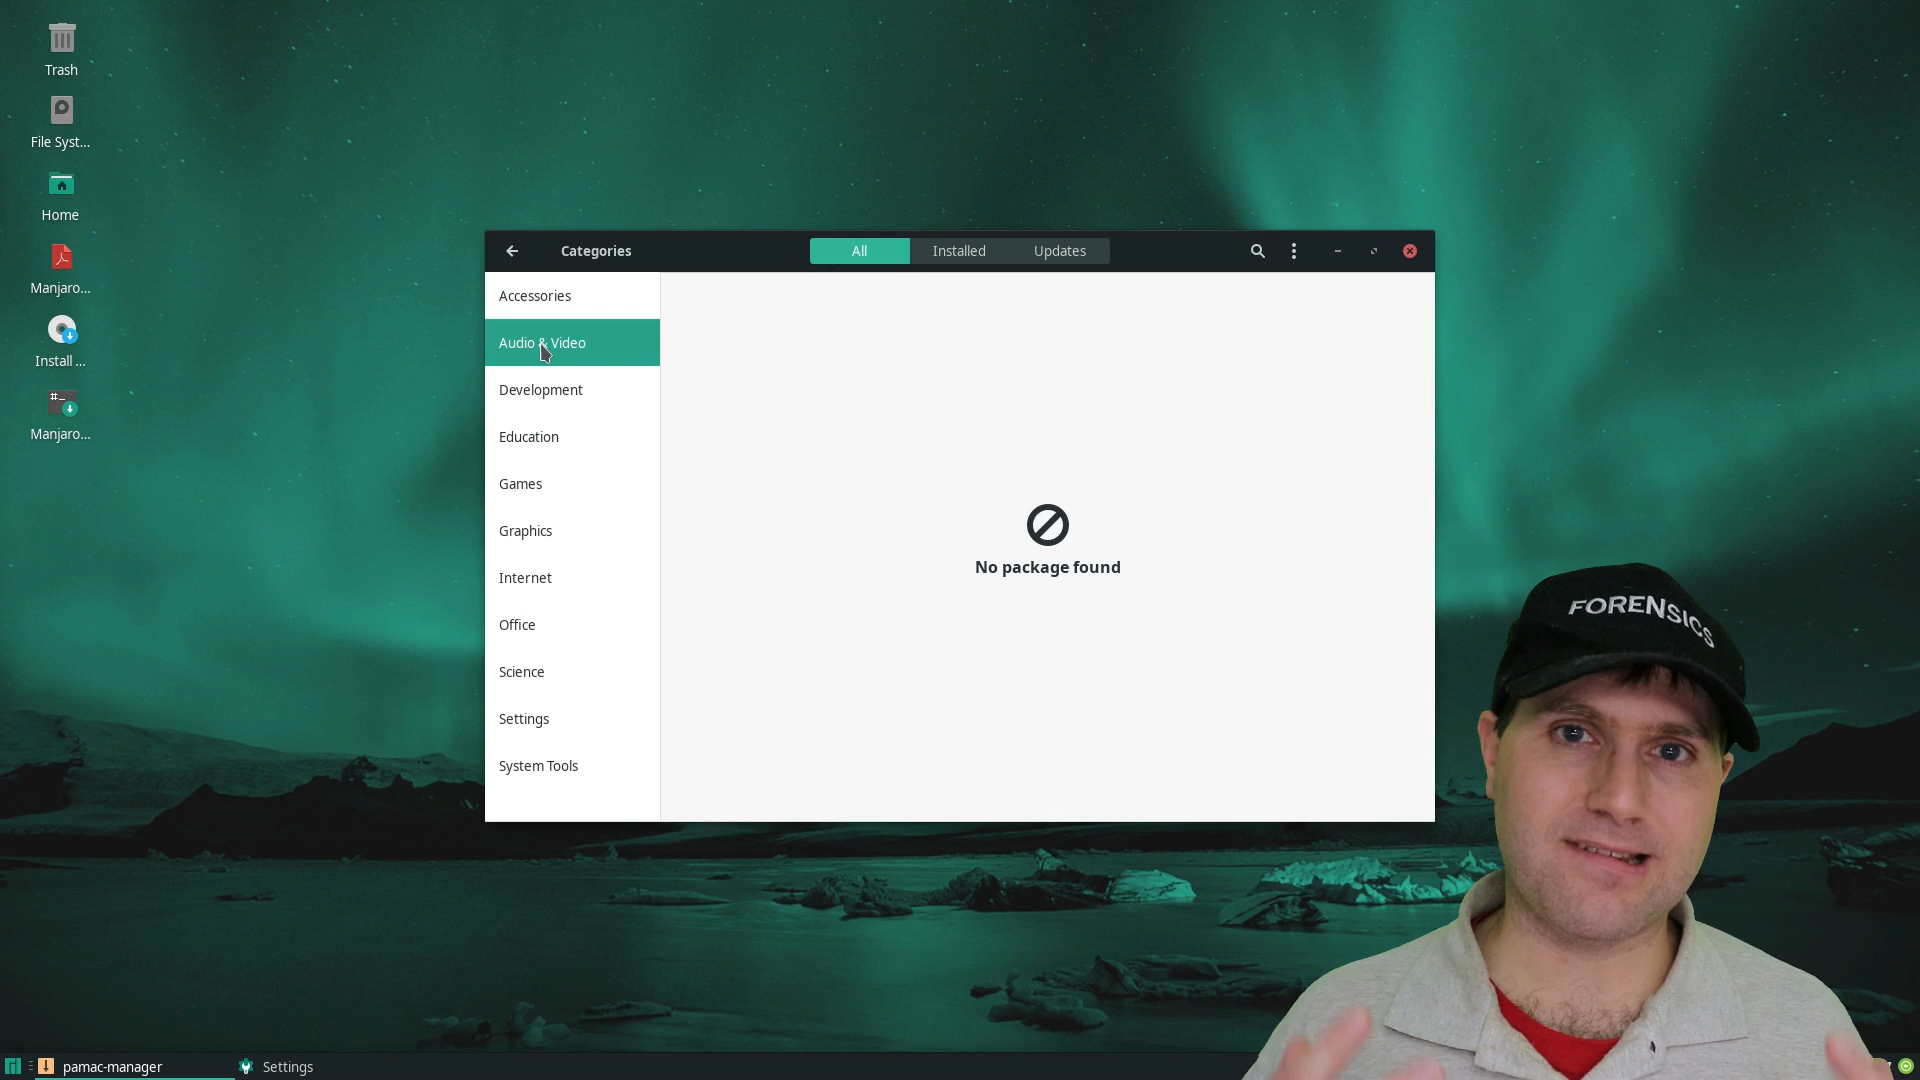 Trash
File Syst...
Home
Manjaro...
Install ...
#_
Manjaro...
Categories
All
Installed
Updates
Accessories
Audio & Video
Development
Education
Games
Graphics
Internet
Office
Science
Settings
System Tools
No package found
FORENSICS
pamac-manager
Settings